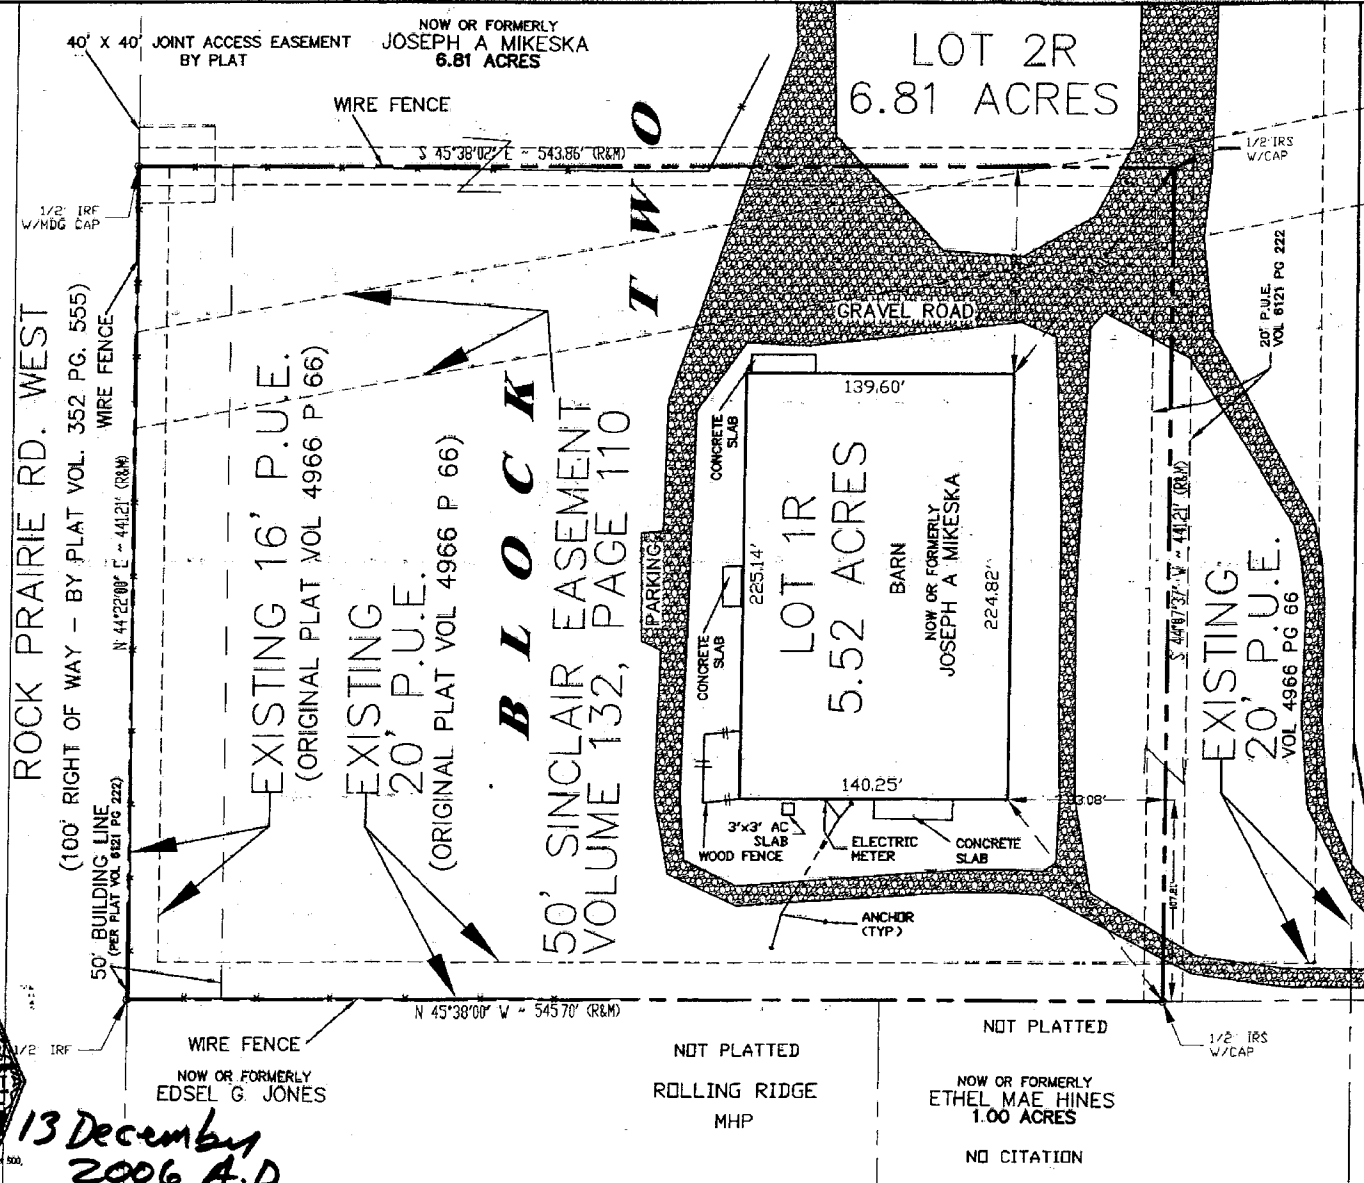 40' X 40' JOINT ACCESS EASEMENT
BY PLAT
NOW OR FORMERLY
JOSEPH A MIKESKA
6.81 ACRES
LOT 2R
6.81 ACRES
WIRE FENCE
S 45°38'02" E ~ 543.86' (R&M)
1/2" IRS
W/CAP
1/2" IRF
W/MDG CAP
ROCK PRAIRIE RD. WEST
(100' RIGHT OF WAY - BY PLAT VOL. 352 PG. 555)
WIRE FENCE
N 44°22'00" E ~ 441.21' (R&M)
50' BUILDING LINE
(PER PLAT VOL 6121 PG 222)
EXISTING 16' P.U.E.
(ORIGINAL PLAT VOL 4966 P 66)
EXISTING
20' P.U.E.
(ORIGINAL PLAT VOL 4966 P 66)
BLOCK TWO
50' SINCLAIR EASEMENT
VOLUME 132, PAGE 110
GRAVEL ROAD
PARKING
CONCRETE
SLAB
CONCRETE
SLAB
139.60'
225.14'
LOT 1R
5.52 ACRES
BARN
NOW OR FORMERLY
JOSEPH A MIKESKA
224.82'
140.25'
3'x3' AC
SLAB
WOOD FENCE
ELECTRIC
METER
CONCRETE
SLAB
ANCHOR
(TYP)
107.21'
20' P.U.E.
VOL 6121 PG 222
(R&M)
EXISTING
20' P.U.E.
VOL 4966 PG 66
N 45°38'00" W ~ 545.70' (R&M)
1/2" IRF
WIRE FENCE
NOW OR FORMERLY
EDSEL G. JONES
NOT PLATTED
ROLLING RIDGE
MHP
NOT PLATTED
NOW OR FORMERLY
ETHEL MAE HINES
1.00 ACRES
NO CITATION
1/2" IRS
W/CAP
13 December
2006 A.D